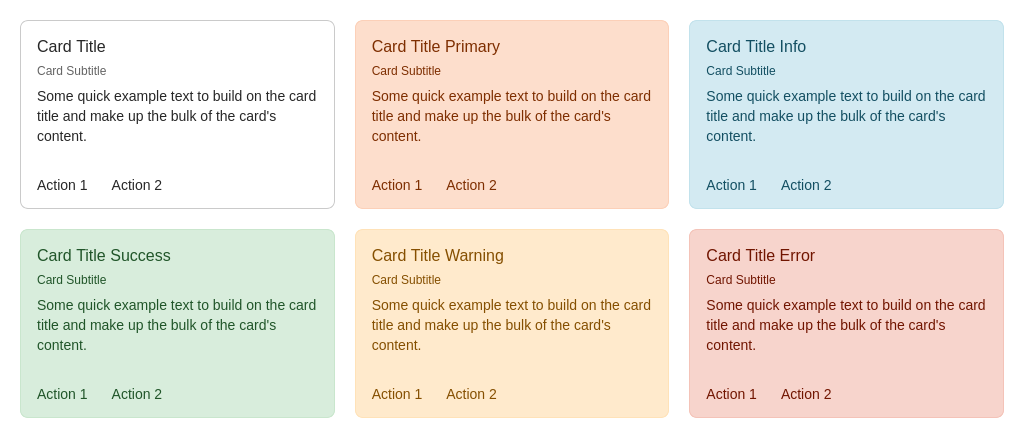 Card Title
Card Subtitle
Some quick example text to build on the card
title and make up the bulk of the card's
content.
Action 1 Action 2
Card Title Primary
Card Subtitle
Some quick example text to build on the card
title and make up the bulk of the card's
content.
Action 1 Action 2
Card Title Info
Card Subtitle
Some quick example text to build on the card
title and make up the bulk of the card's
content.
Action 1 Action 2
Card Title Success
Card Subtitle
Some quick example text to build on the card
title and make up the bulk of the card's
content.
Action 1 Action 2
Card Title Warning
Card Subtitle
Some quick example text to build on the card
title and make up the bulk of the card's
content.
Action 1 Action 2
Card Title Error
Card Subtitle
Some quick example text to build on the card
title and make up the bulk of the card's
content.
Action 1 Action 2